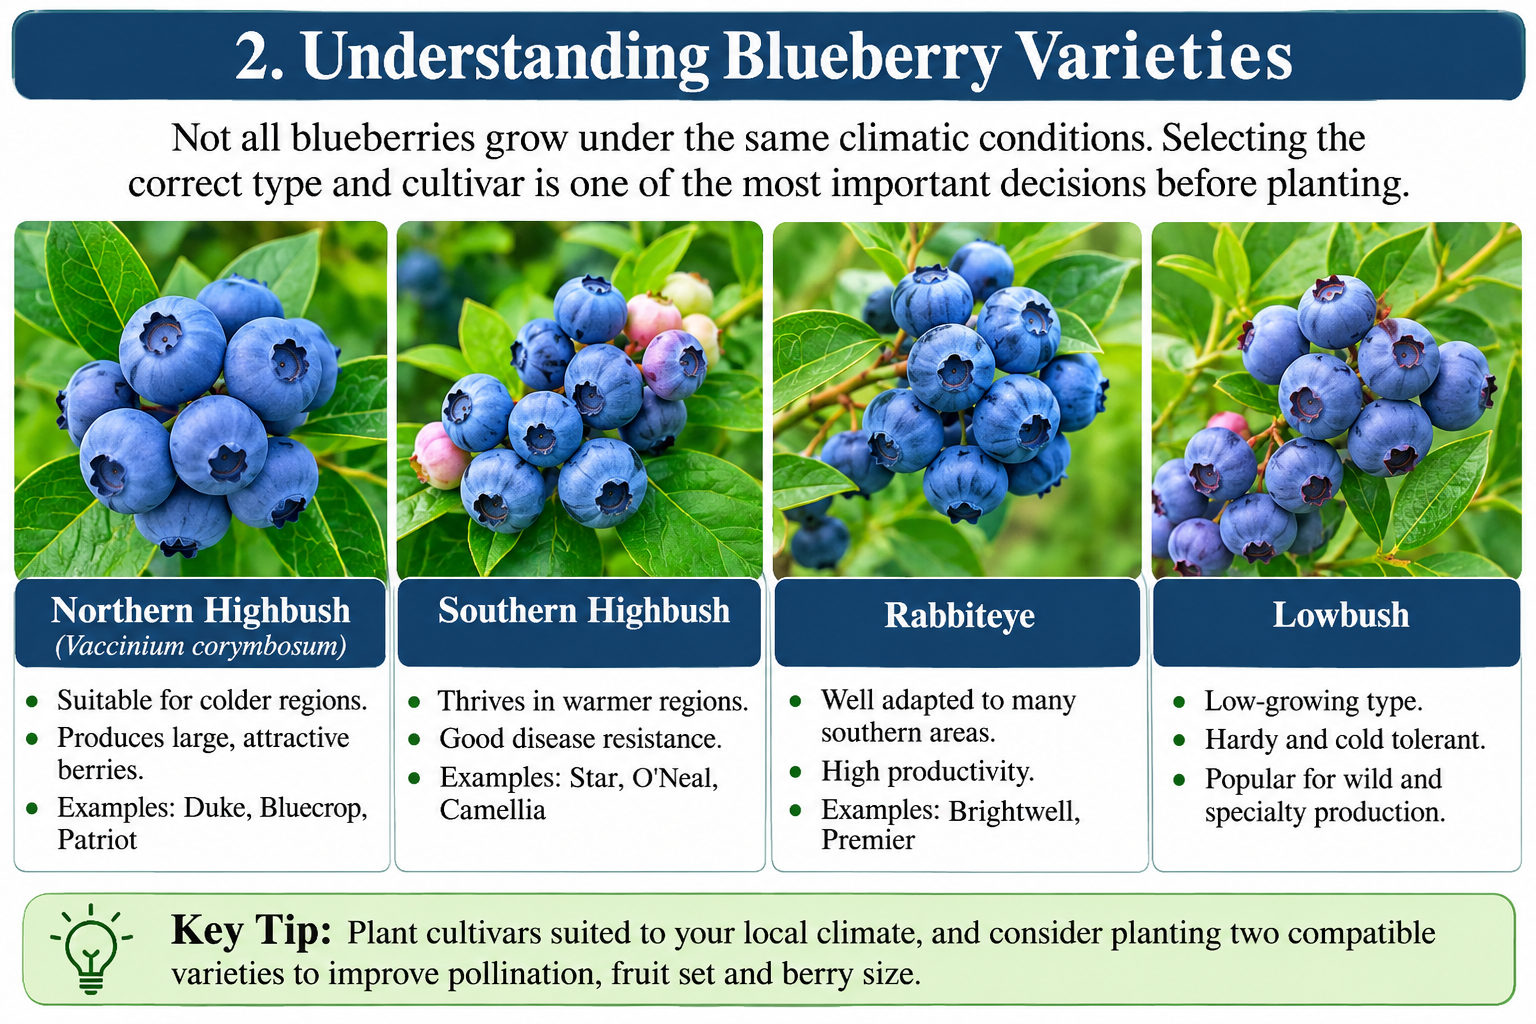 2. Understanding Blueberry Varieties
Not all blueberries grow under the same climatic conditions. Selecting the
correct type and cultivar is one of the most important decisions before planting.
Northern Highbush
(Vaccinium corymbosum)
• Suitable for colder regions.
• Produces large, attractive
berries.
• Examples: Duke, Bluecrop,
Patriot
Southern Highbush
• Thrives in warmer regions.
• Good disease resistance.
• Examples: Star, O'Neal,
Camellia
Rabbiteye
• Well adapted to many
southern areas.
• High productivity.
• Examples: Brightwell,
Premier
Lowbush
• Low-growing type.
• Hardy and cold tolerant.
• Popular for wild and
specialty production.
Key Tip: Plant cultivars suited to your local climate, and consider planting two compatible
varieties to improve pollination, fruit set and berry size.